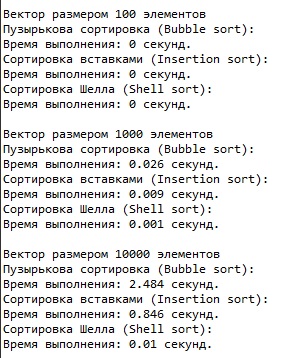 Вектор размером 100 элементов
Пузырькова сортировка (Bubble sort):
Время выполнения: 0 секунд.
Сортировка вставками (Insertion sort):
Время выполнения: 0 секунд.
Сортировка Шелла (Shell sort):
Время выполнения: 0 секунд.

Вектор размером 1000 элементов
Пузырькова сортировка (Bubble sort):
Время выполнения: 0.026 секунд.
Сортировка вставками (Insertion sort):
Время выполнения: 0.009 секунд.
Сортировка Шелла (Shell sort):
Время выполнения: 0.001 секунд.

Вектор размером 10000 элементов
Пузырькова сортировка (Bubble sort):
Время выполнения: 2.484 секунд.
Сортировка вставками (Insertion sort):
Время выполнения: 0.846 секунд.
Сортировка Шелла (Shell sort):
Время выполнения: 0.01 секунд.